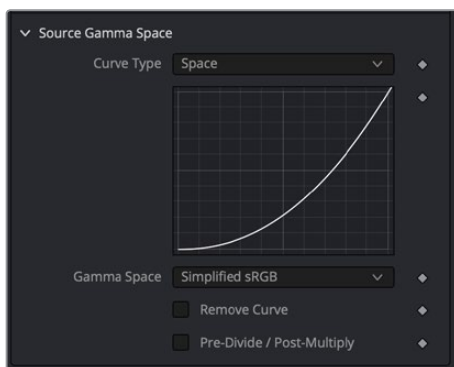 Source Gamma Space
Curve Type Space
Gamma Space Simplified sRGB
Remove Curve
Pre-Divide / Post-Multiply